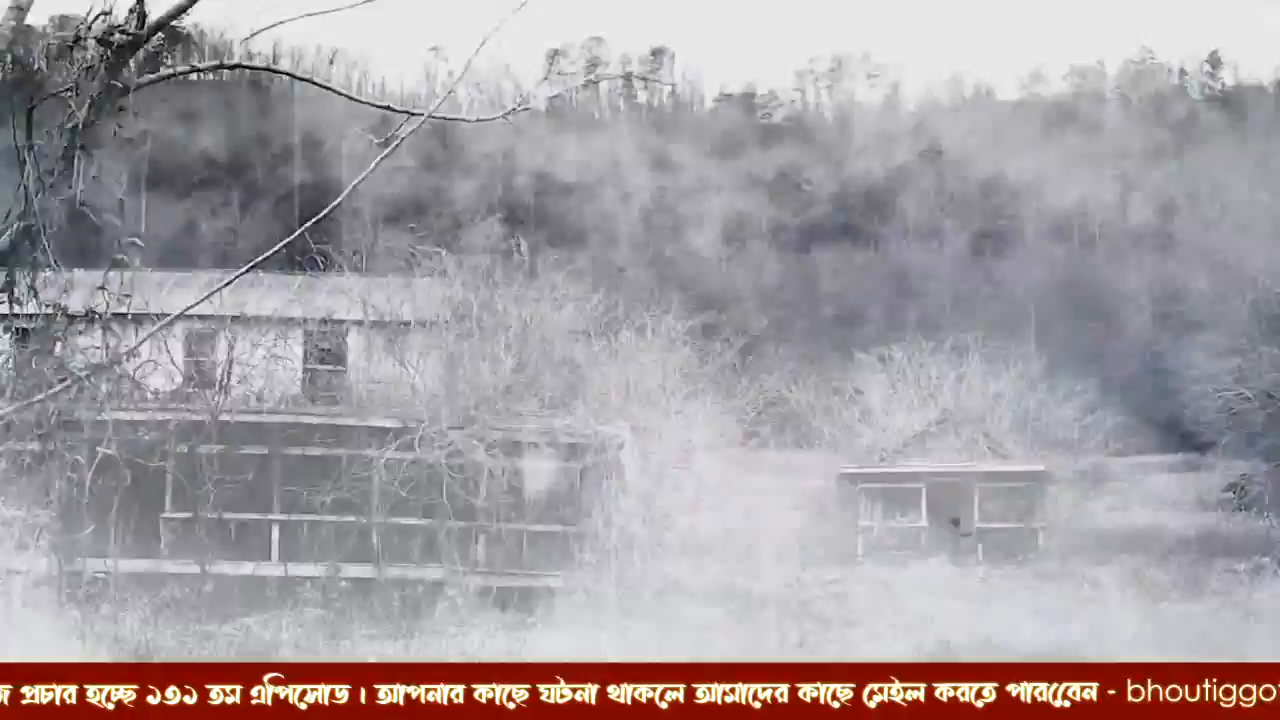 জ প্রচার হচ্ছে ১৩১ তম এপিসোড। আপনার কাছে ঘটনা থাকলে আমাদের কাছে মেইল করতে পারবেন - bhoutiggo